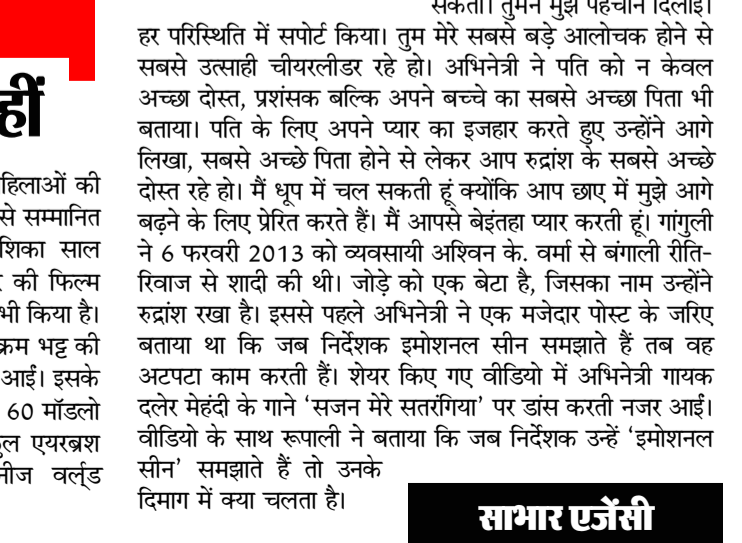 हीं
हिलाओं की
से सम्मानित
शिका साल
की फिल्म
भी किया है।
क्रम भट्ट की
आईं। इसके
60 मॉडलो
एयरब्रश
नीज वर्ल्ड
सकती। तुमने मुझे पहचान दिलाई।
हर परिस्थिति में सपोर्ट किया। तुम मेरे सबसे बड़े आलोचक होने से
सबसे उत्साही चीयरलीडर रहे हो। अभिनेत्री ने पति को न केवल
अच्छा दोस्त, प्रशंसक बल्कि अपने बच्चे का सबसे अच्छा पिता भी
बताया। पति के लिए अपने प्यार का इजहार करते हुए उन्होंने आगे
लिखा, सबसे अच्छे पिता होने से लेकर आप रुद्रांश के सबसे अच्छे
दोस्त रहे हो। मैं धूप में चल सकती हूं क्योंकि आप छाए में मुझे आगे
बढ़ने के लिए प्रेरित करते हैं। मैं आपसे बेइंतहा प्यार करती हूं। गांगुली
ने 6 फरवरी 2013 को व्यवसायी अश्विन के. वर्मा से बंगाली रीति-
रिवाज से शादी की थी। जोड़े को एक बेटा है, जिसका नाम उन्होंने
रुद्रांश रखा है। इससे पहले अभिनेत्री ने एक मजेदार पोस्ट के जरिए
बताया था कि जब निर्देशक इमोशनल सीन समझाते हैं तब वह
अटपटा काम करती हैं। शेयर किए गए वीडियो में अभिनेत्री गायक
दलेर मेहंदी के गाने ‘सजन मेरे सतरंगिया’ पर डांस करती नजर आईं।
वीडियो के साथ रूपाली ने बताया कि जब निर्देशक उन्हें ‘इमोशनल
सीन’ समझाते हैं तो उनके
दिमाग में क्या चलता है।
साभार एजेंसी